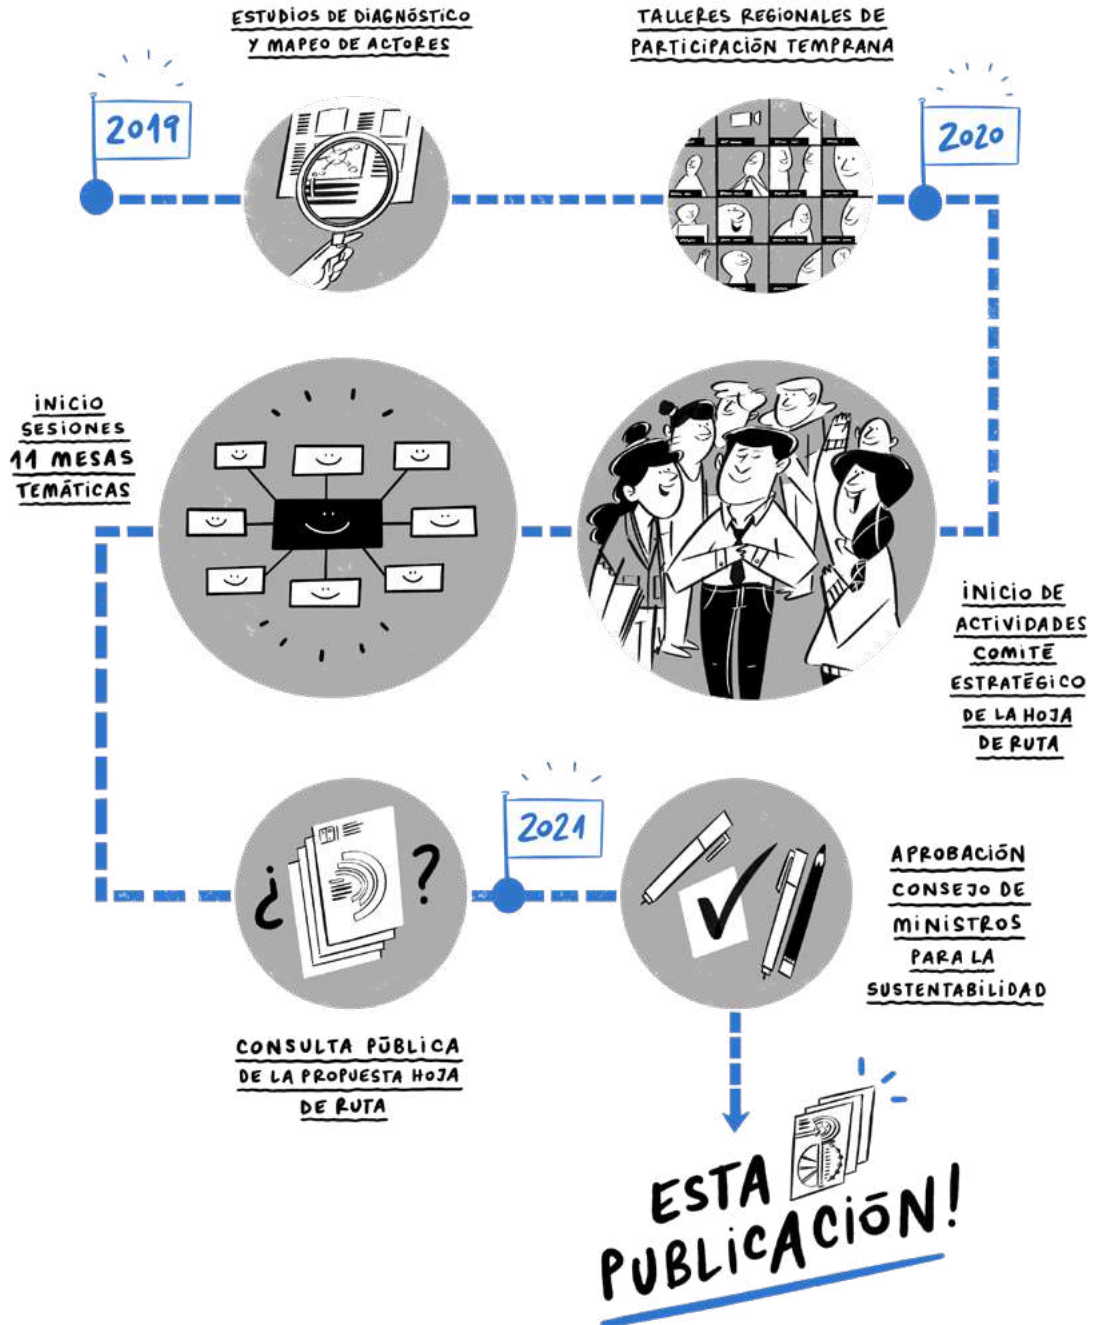 ESTUDIOS DE DIAGNÓSTICO
Y MAPEO DE ACTORES
TALLERES REGIONALES DE
PARTICIPACIÓN TEMPRANA
2019
2020
INICIO
SESIONES
11 MESAS
TEMÁTICAS
INICIO DE
ACTIVIDADES
COMITÉ
ESTRATÉGICO
DE LA HOJA
DE RUTA
¿ ?
2021
CONSULTA PÚBLICA
DE LA PROPUESTA HOJA
DE RUTA
APROBACIÓN
CONSEJO DE
MINISTROS
PARA LA
SUSTENTABILIDAD
ESTA
PUBLICACIÓN!